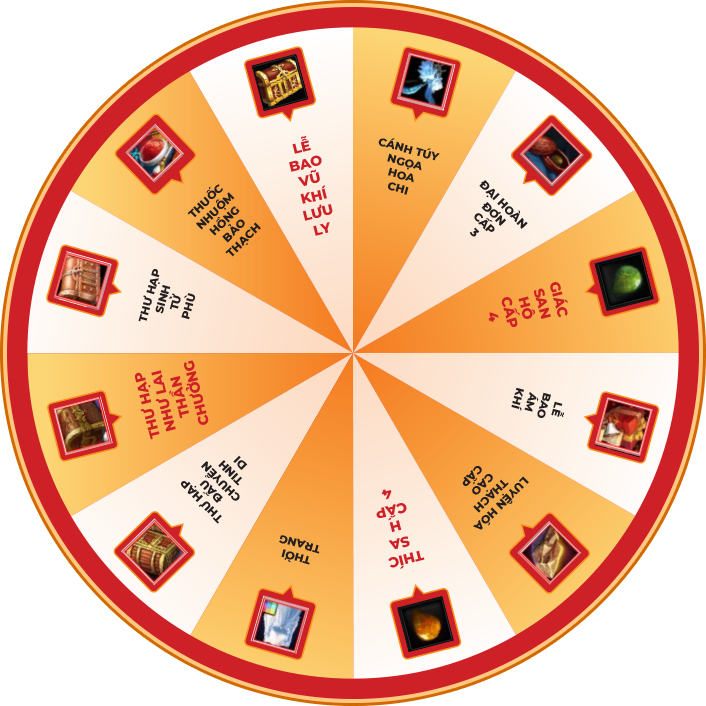 CÁNH TÚY
NGỌA
HOA
CHI
ĐẠI HOÀN
ĐƠN
CẤP
3
GIÁC
SAN
HÔ
CẤP
4
LỄ
BAO
ÁM
KHÍ
LUYỆN HÓA
THẠCH
CAO
CẤP
THÍC
SA
H
CẤP
4
THỜI
TRANG
THƯ HẠP
ĐẨU
CHUYỂN
TINH
DI
THƯ HẠP
NHƯ LAI
THẦN
CHƯỞNG
THƯ HẠP
SINH
TỬ
PHÙ
THUỐC
NHUỘM
HỒNG
BẢO
THẠCH
LỄ
BAO
VŨ
KHÍ
LƯU
LY